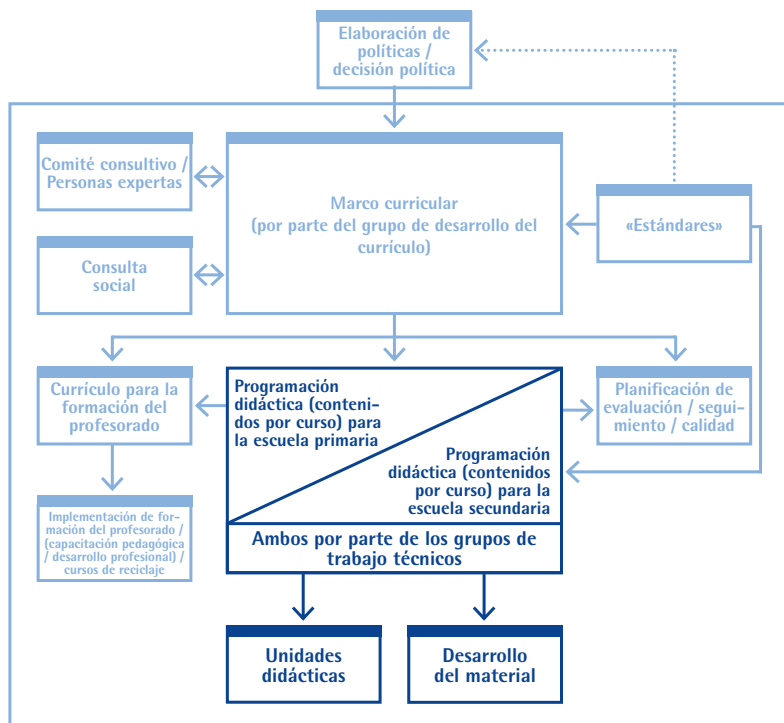 Elaboración de
políticas /
decisión política
Comité consultivo /
Personas expertas
Marco curricular
(por parte del grupo de desarrollo del
currículo)
«Estándares»
Consulta
social
Currículo para la
formación del
profesorado
Programación
didáctica (conteni-
dos por curso) para
la escuela primaria
Programación
didáctica (contenidos
por curso) para la
escuela secundaria
Planificación de
evaluación / segui-
miento / calidad
Implementación de for-
mación del profesorado /
(capacitación pedagógica
/ desarrollo profesional) /
cursos de reciclaje
Ambos por parte de los grupos de
trabajo técnicos
Unidades
didácticas
Desarrollo
del material